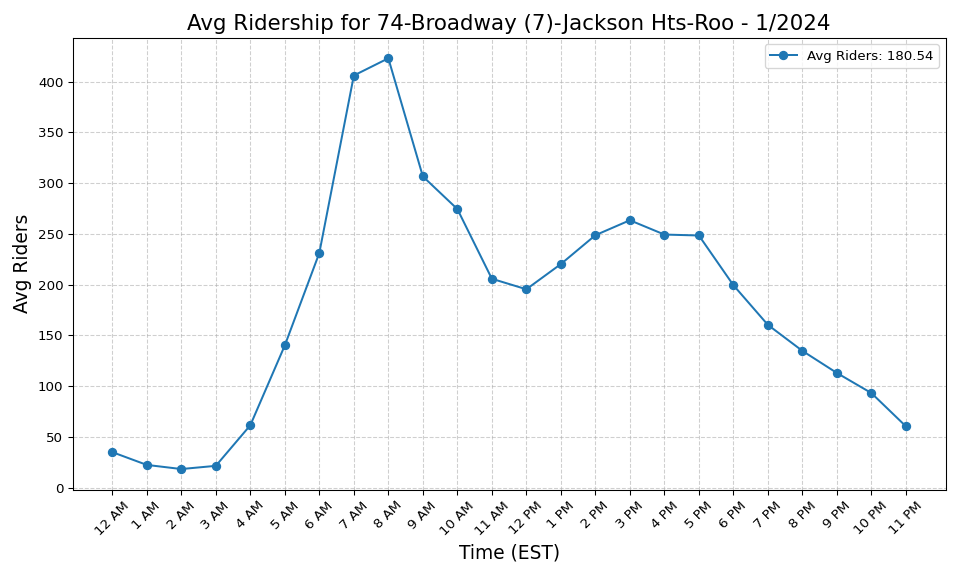 Avg Ridership for 74-Broadway (7)-Jackson Hts-Roo - 1/2024
Avg Riders: 180.54
400
350
300
250
200
150
100
50
0
Avg Riders
12 AM
1 AM
2 AM
3 AM
4 AM
5 AM
6 AM
7 AM
8 AM
9 AM
10 AM
11 AM
12 PM
1 PM
2 PM
3 PM
4 PM
5 PM
6 PM
7 PM
8 PM
9 PM
10 PM
11 PM
Time (EST)